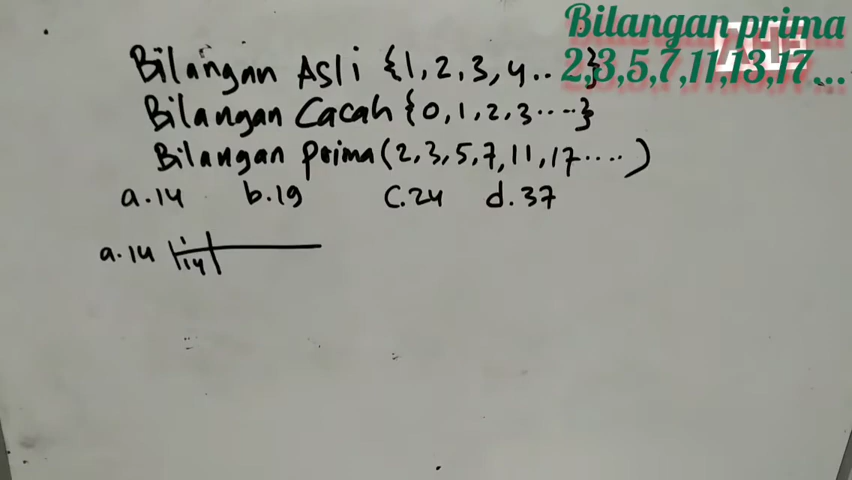 Bilangan prima
2,3,5,7,11,13,17,...
Bilangan Asli {1, 2, 3, 4.. }
Bilangan Cacah {0, 1, 2, 3....}
Bilangan prima (2, 3, 5, 7, 11, 17....)
a. 14 b. 19 c. 24 d. 37
a. 14 1
14